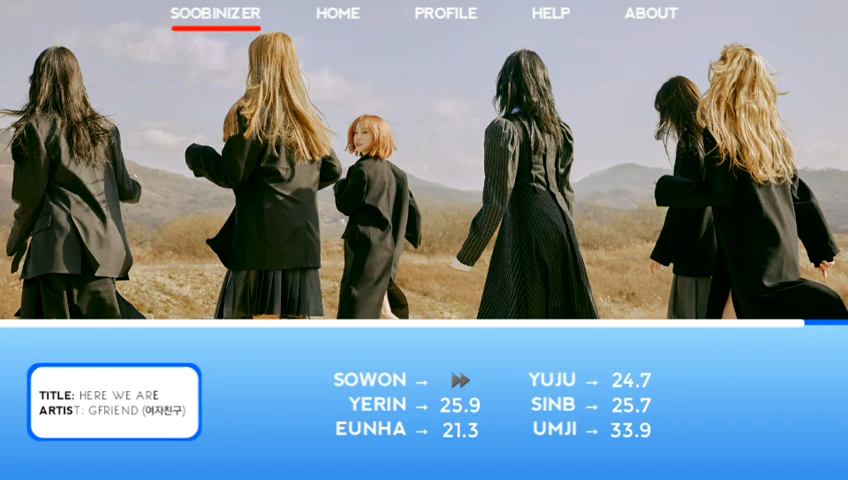 SOOBINIZER HOME PROFILE HELP ABOUT
TITLE: HERE WE ARE
ARTIST: GFRIEND (여자친구)
SOWON → ⏩ YUJU → 24.7
YERIN → 25.9 SINB → 25.7
EUNHA → 21.3 UMJI → 33.9